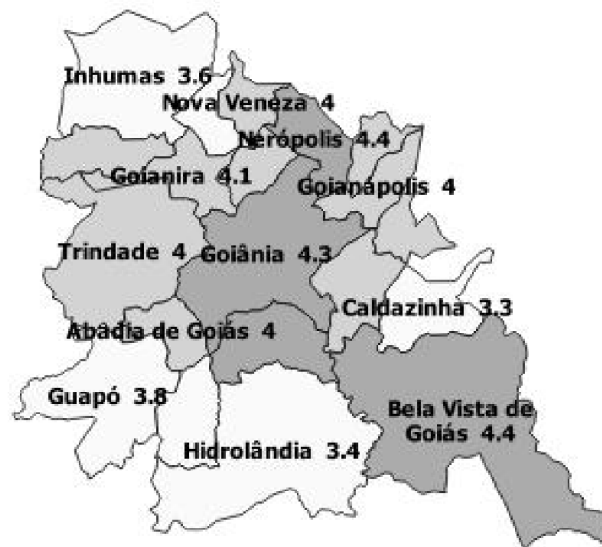 Inhumas 3.6
Nova Veneza 4
Nerópolis 4.4
Goianira 4.1
Goianápolis 4
Trindade 4
Goiânia 4.3
Caldazinha 3.3
Abadia de Goiás 4
Guapó 3.8
Bela Vista de
Goiás 4.4
Hidrolândia 3.4